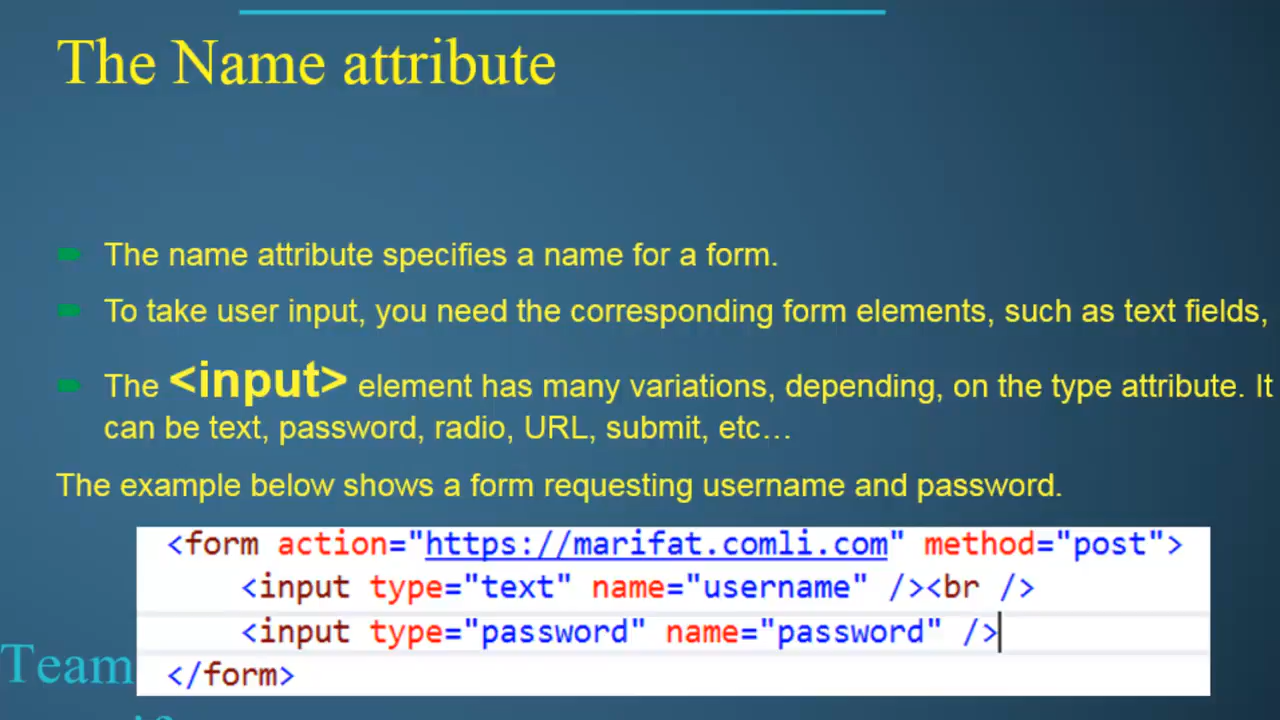 The Name attribute
The name attribute specifies a name for a form.
To take user input, you need the corresponding form elements, such as text fields,
The <input> element has many variations, depending, on the type attribute. It
can be text, password, radio, URL, submit, etc...
The example below shows a form requesting username and password.
<form action="https://marifat.comli.com" method="post">
<input type="text" name="username" /><br />
<input type="password" name="password" />
</form>
Team